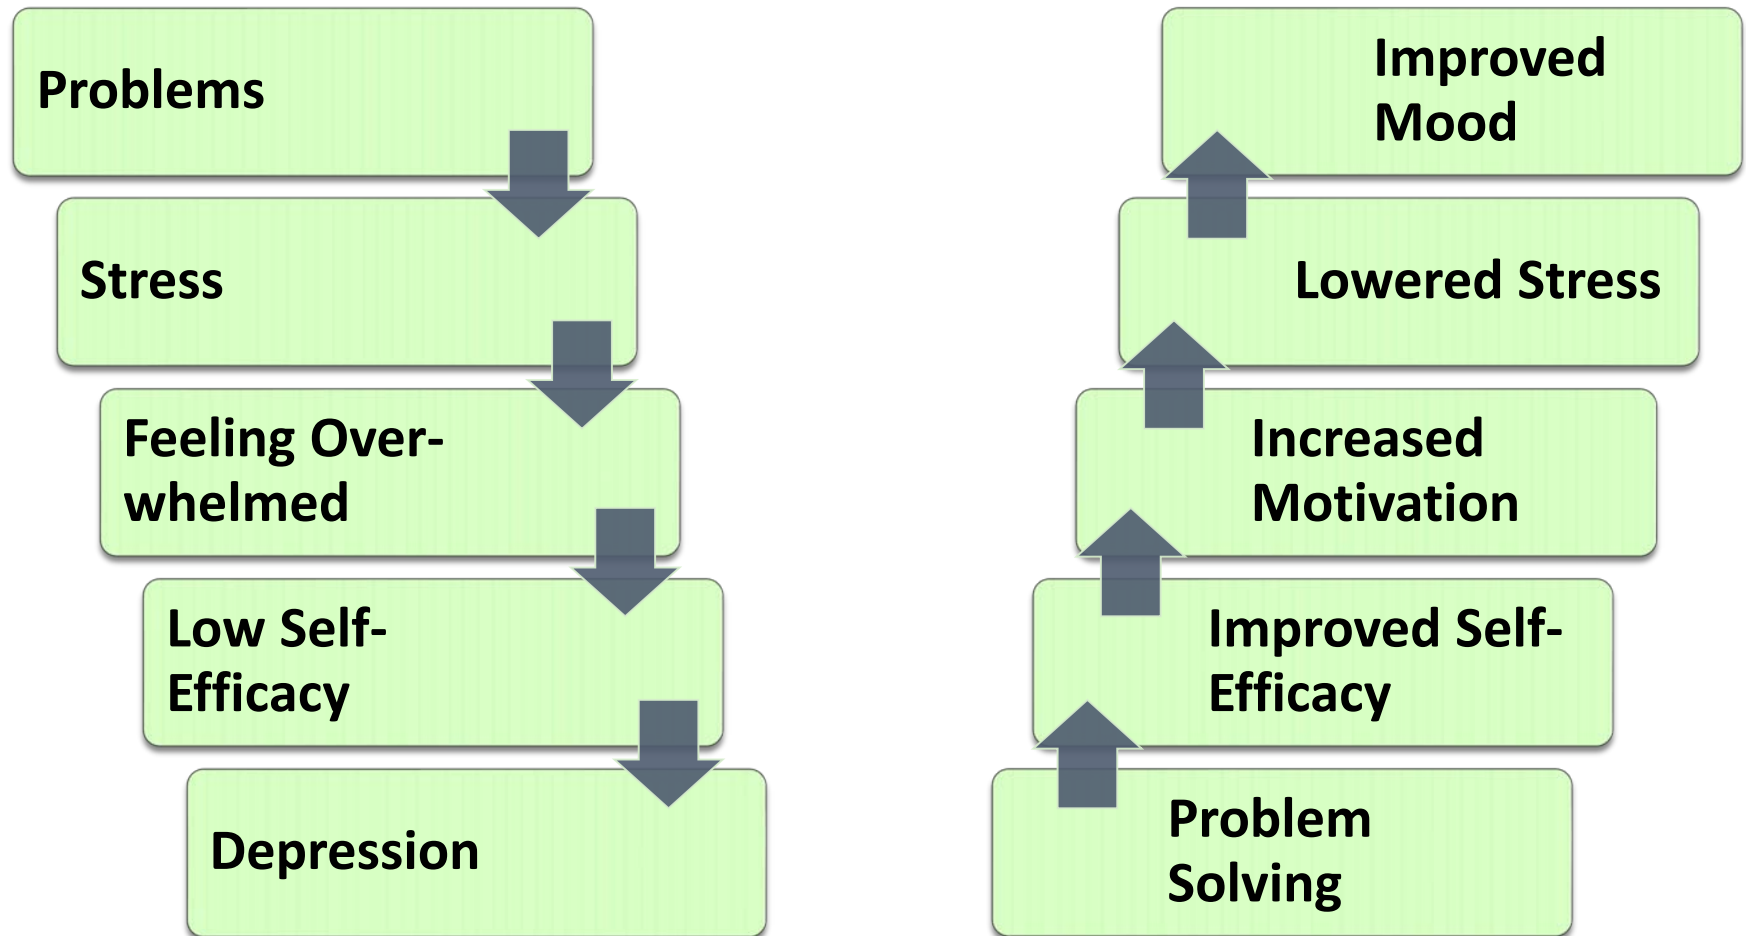 Problems
Stress
Feeling Over-
whelmed
Low Self-
Efficacy
Depression
Improved
Mood
Lowered Stress
Increased
Motivation
Improved Self-
Efficacy
Problem
Solving